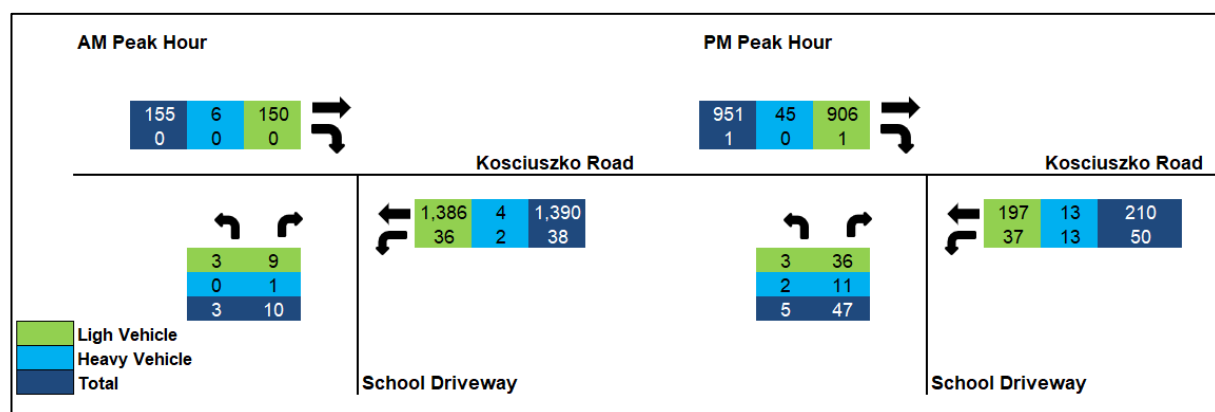 AM Peak Hour
PM Peak Hour
155 6 150
0 0 0
951 45 906
1 0 1
Kosciuszko Road
Kosciuszko Road
1,386 4 1,390
36 2 38
197 13 210
37 13 50
3 9
0 1
3 10
3 36
2 11
5 47
Ligh Vehicle
Heavy Vehicle
Total
School Driveway
School Driveway